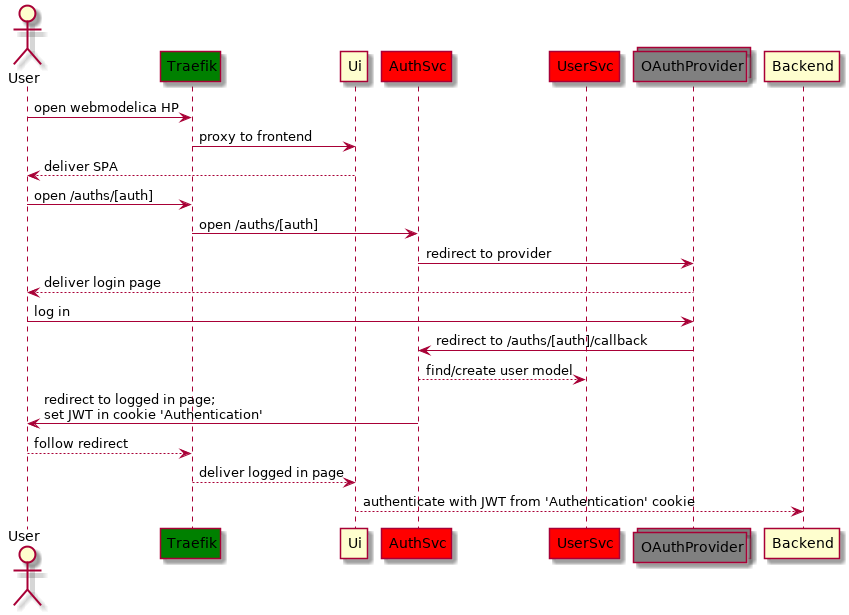 User
Traefik
Ui
AuthSvc
UserSvc
OAuthProvider
Backend
open webmodelica HP
proxy to frontend
deliver SPA
open /auths/[auth]
open /auths/[auth]
redirect to provider
deliver login page
log in
redirect to /auths/[auth]/callback
find/create user model
redirect to logged in page;
set JWT in cookie 'Authentication'
follow redirect
deliver logged in page
authenticate with JWT from 'Authentication' cookie
User
Traefik
Ui
AuthSvc
UserSvc
OAuthProvider
Backend